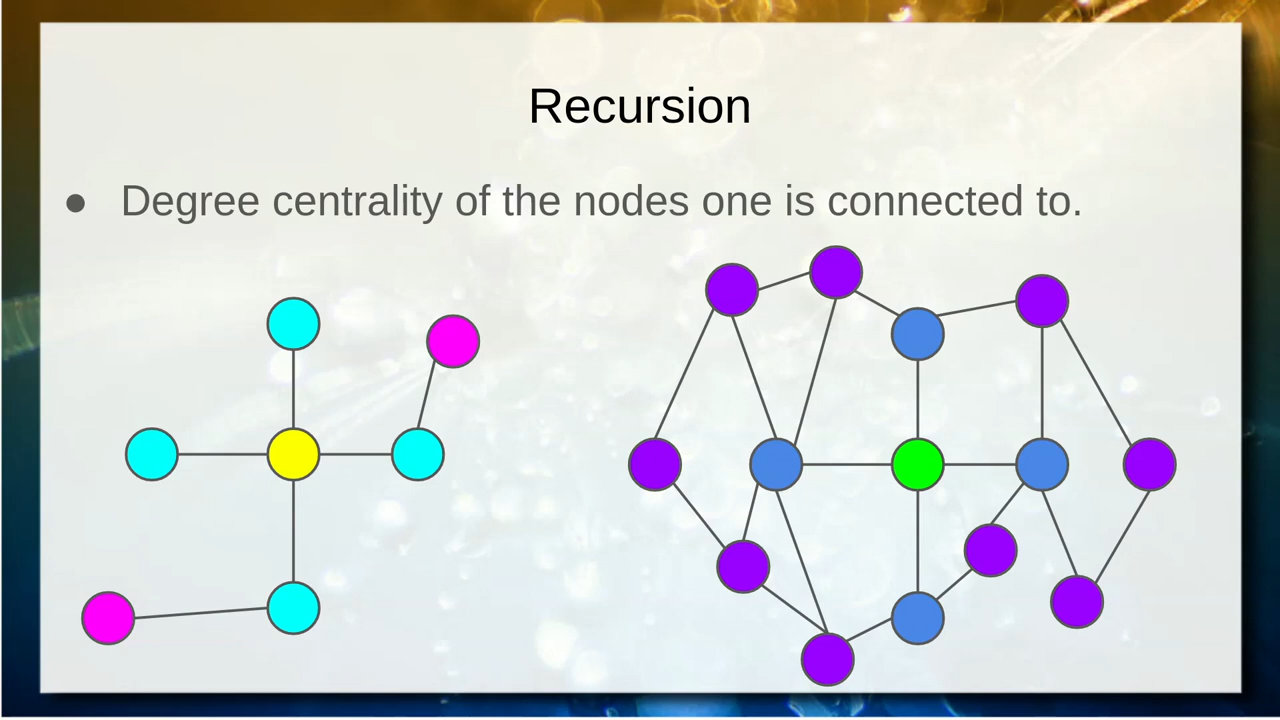 Recursion
● Degree centrality of the nodes one is connected to.